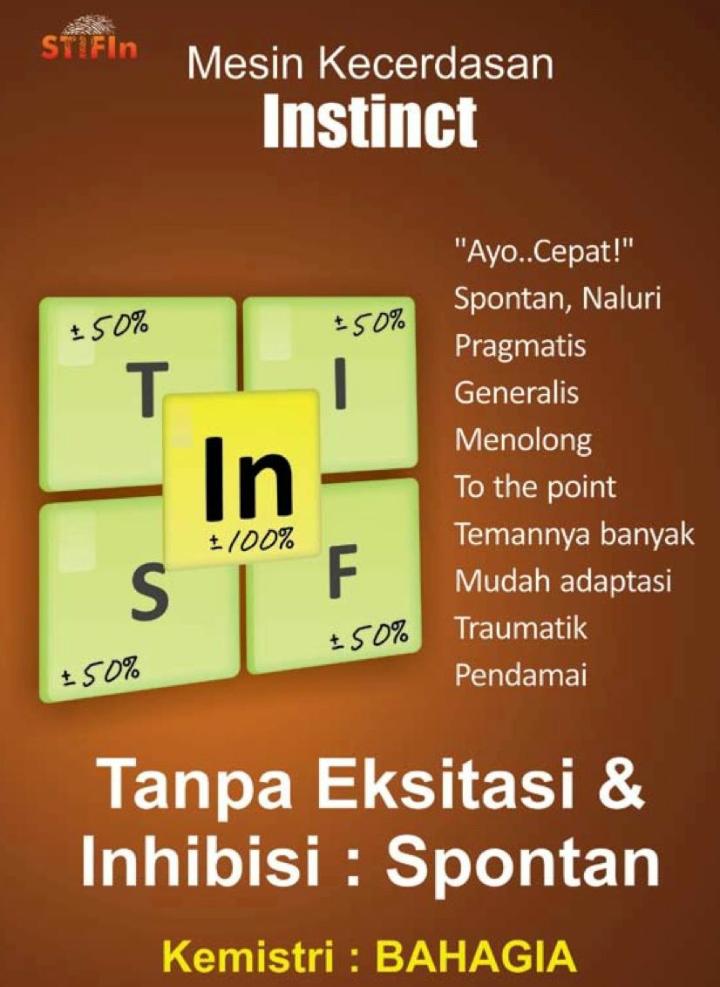 STIFIn
Mesin Kecerdasan
Instinct
"Ayo..Cepat!"
Spontan, Naluri
Pragmatis
Generalis
Menolong
To the point
Temannya banyak
Mudah adaptasi
Traumatik
Pendamai
± 50%
T
± 50%
I
In
± 100%
S
± 50%
F
± 50%
Tanpa Eksitasi &
Inhibisi : Spontan
Kemistri : BAHAGIA